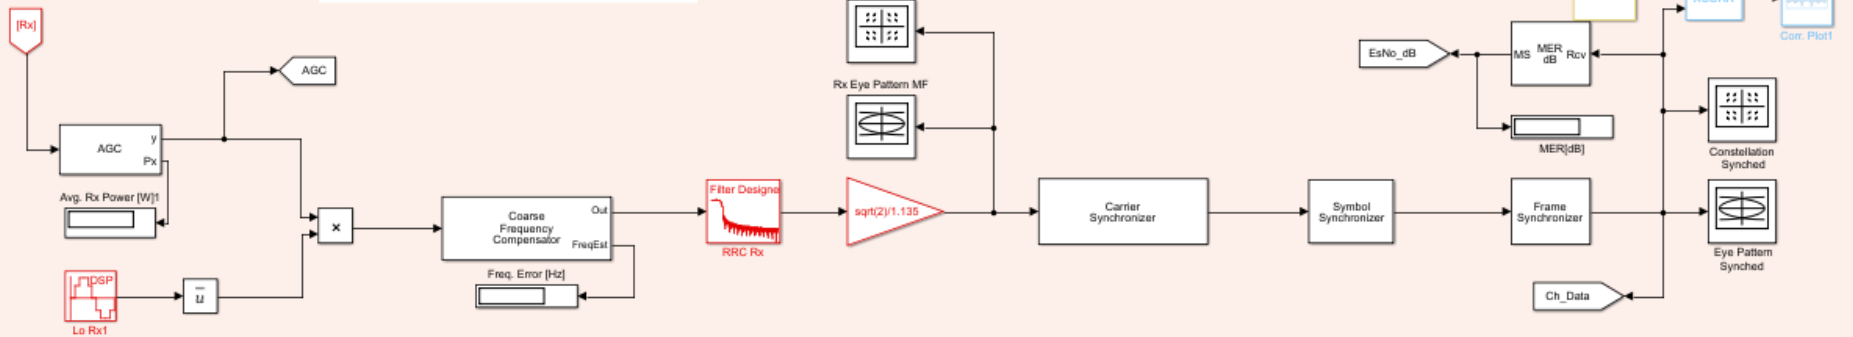 [Rx]
AGC
AGC
y
Px
Avg. Rx Power [W]1
×
DSP
Lo Rx1
u
Coarse
Frequency
Compensator
Out
FreqEst
Freq. Error [Hz]
Filter Designe
RRC Rx
sqrt(2)/1.135
Rx Eye Pattern MF
Carrier
Synchronizer
Symbol
Synchronizer
Frame
Synchronizer
EsNo_dB
MS
MER
dB
Rcv
MER[dB]
Corr. Plot1
Constellation
Synched
Eye Pattern
Synched
Ch_Data